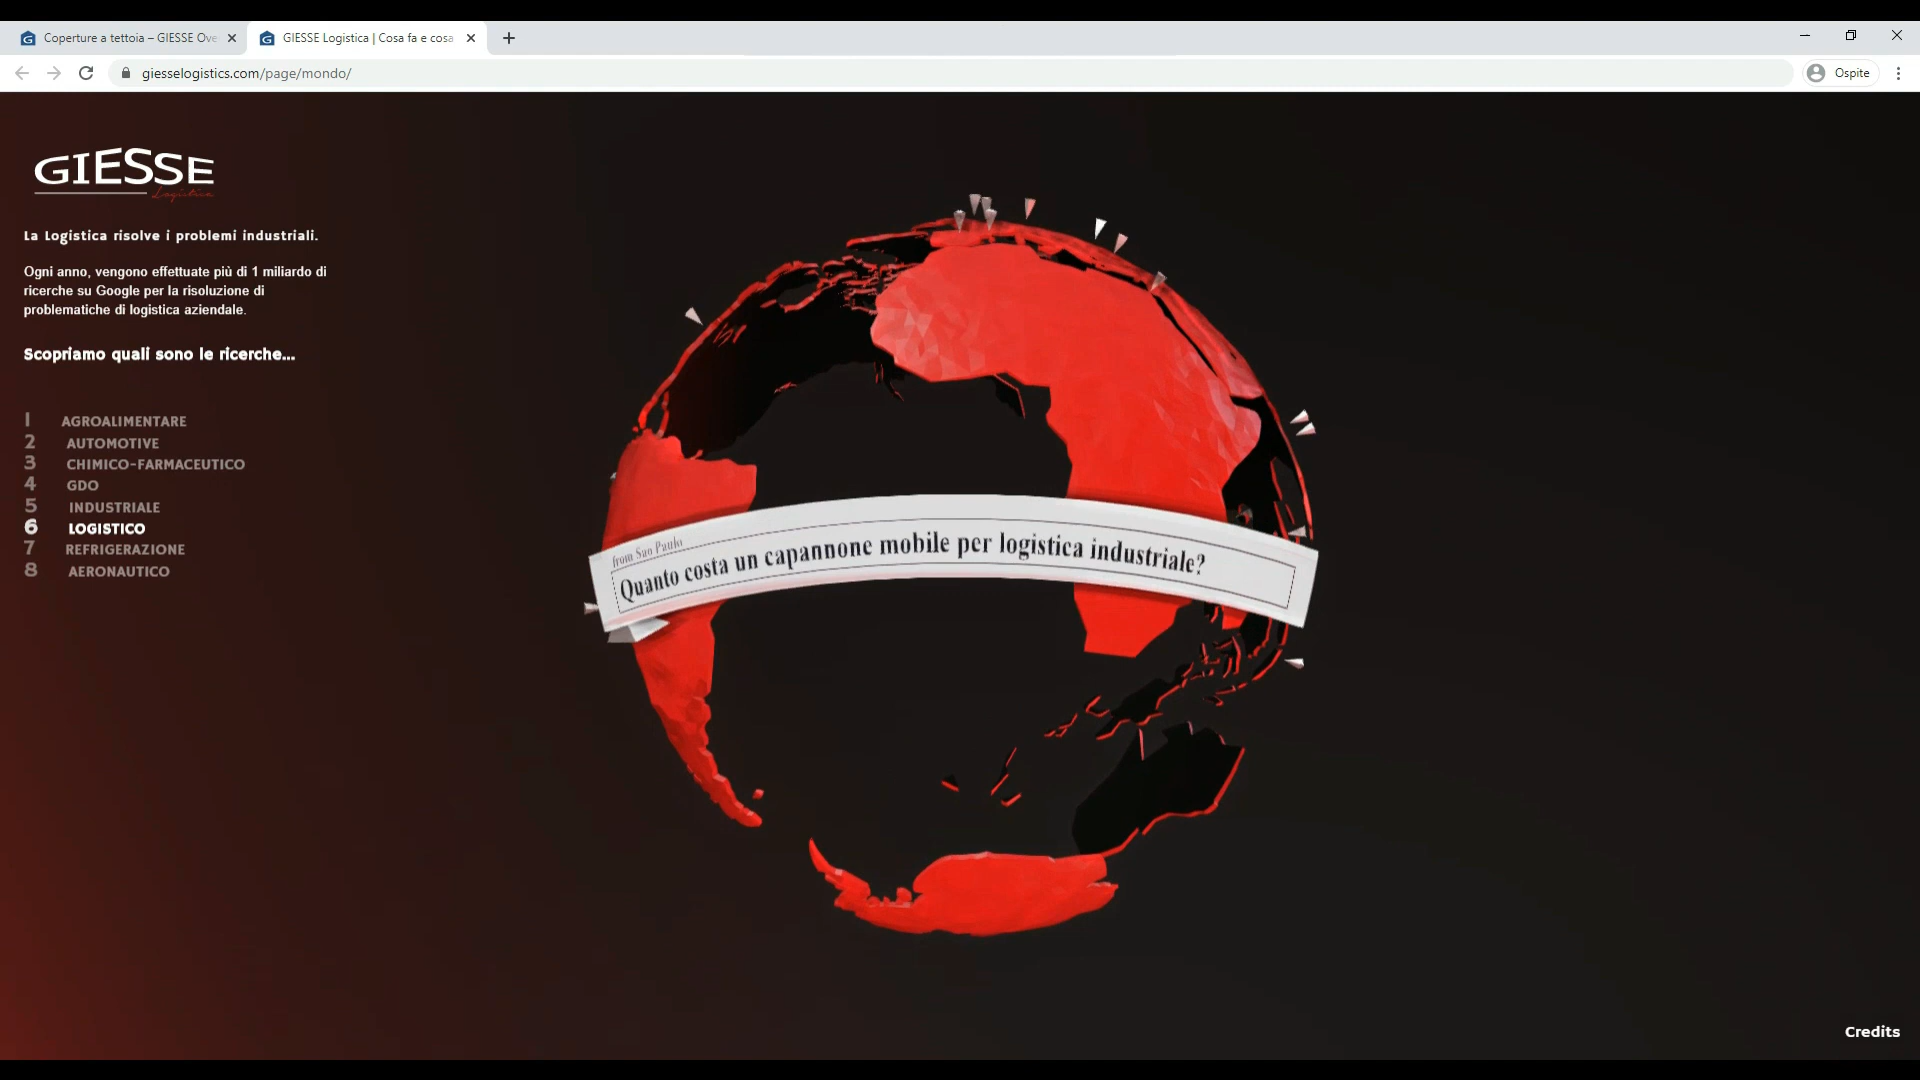 Coperture a tettoia – GIESSE Ove
GIESSE Logistica | Cosa fa e cosa
giesselogistics.com/page/mondo/
Ospite
GIESSE
Logistica
La Logistica risolve i problemi industriali.
Ogni anno, vengono effettuate più di 1 miliardo di
ricerche su Google per la risoluzione di
problematiche di logistica aziendale.
Scopriamo quali sono le ricerche...
1 AGROALIMENTARE
2 AUTOMOTIVE
3 CHIMICO-FARMACEUTICO
4 GDO
5 INDUSTRIALE
6 LOGISTICO
7 REFRIGERAZIONE
8 AERONAUTICO
from Sao Paulo
Quanto costa un capannone mobile per logistica industriale?
Credits